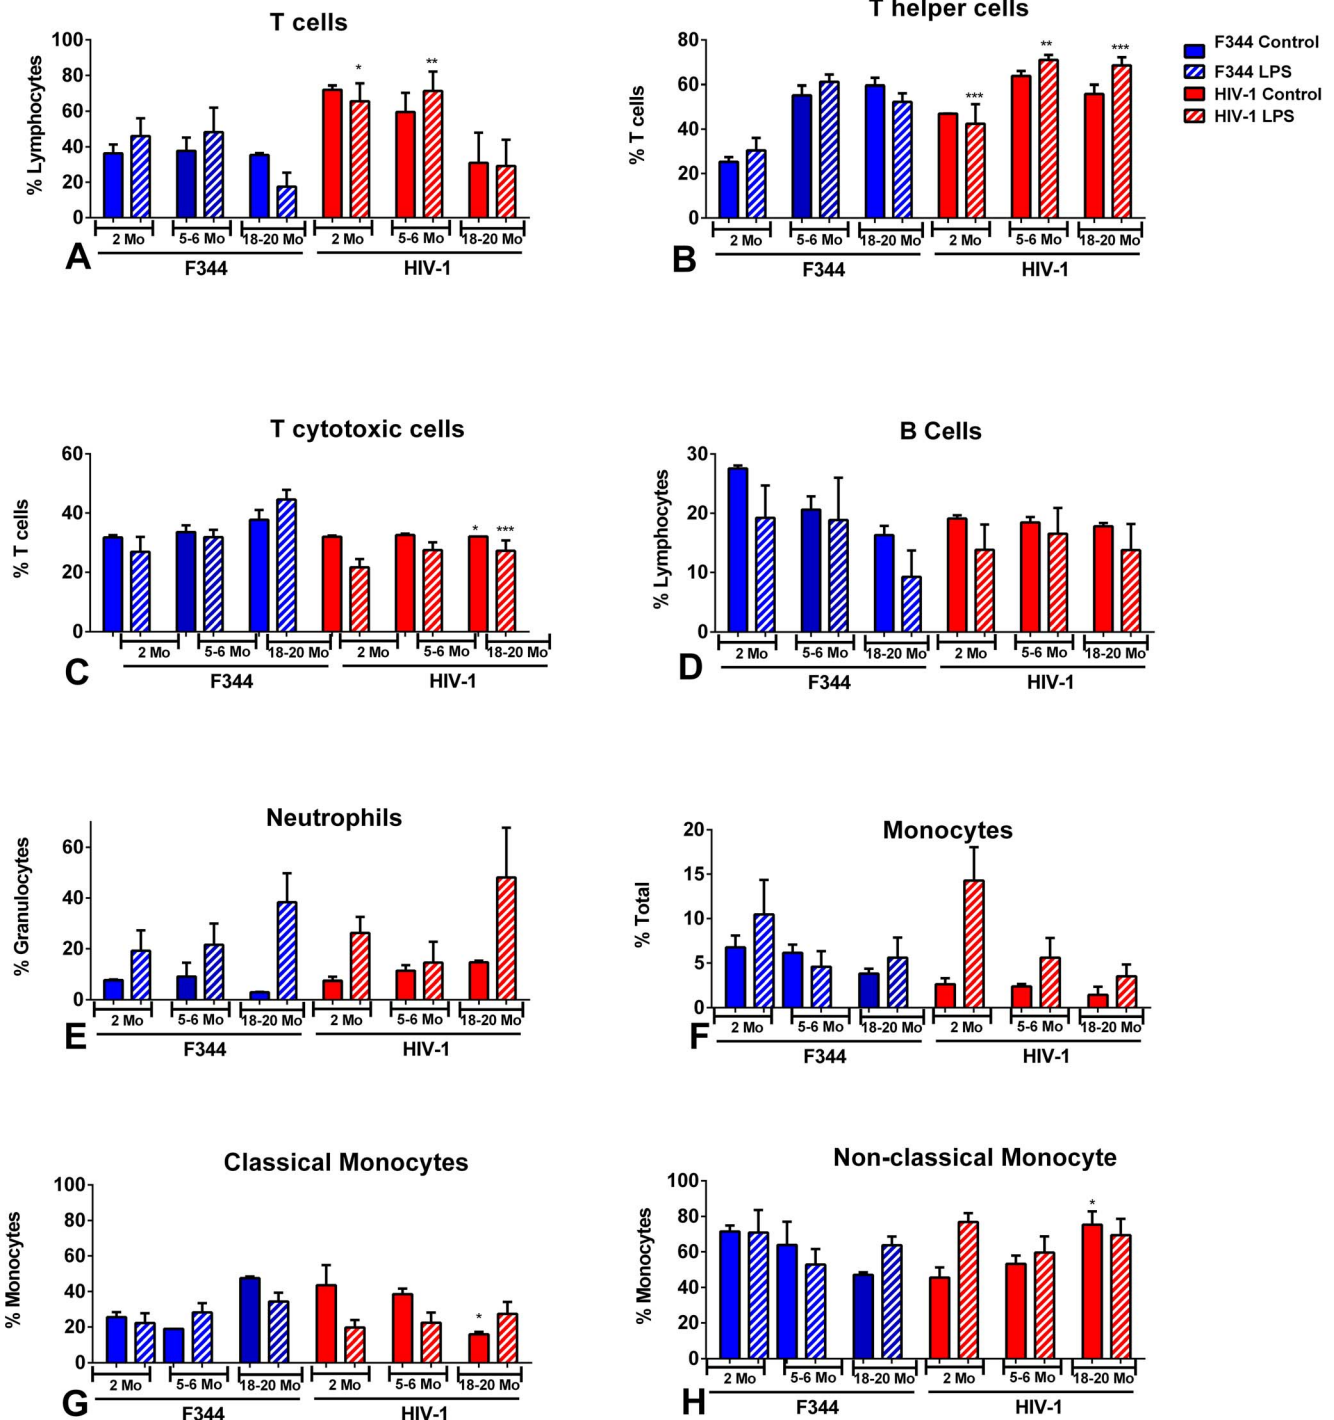 T cells
100
80
60
40
20
0
% Lymphocytes
*
**
2 Mo
5-6 Mo
18-20 Mo
2 Mo
5-6 Mo
18-20 Mo
A
F344
HIV-1
T helper cells
80
60
40
20
0
% T cells
***
**
***
2 Mo
5-6 Mo
18-20 Mo
2 Mo
5-6 Mo
18-20 Mo
B
F344
HIV-1
F344 Control
F344 LPS
HIV-1 Control
HIV-1 LPS
T cytotoxic cells
60
40
20
0
% T cells
*
***
2 Mo
5-6 Mo
18-20 Mo
2 Mo
5-6 Mo
18-20 Mo
C
F344
HIV-1
B Cells
30
20
10
0
% Lymphocytes
2 Mo
5-6 Mo
18-20 Mo
2 Mo
5-6 Mo
18-20 Mo
D
F344
HIV-1
Neutrophils
60
40
20
0
% Granulocytes
2 Mo
5-6 Mo
18-20 Mo
2 Mo
5-6 Mo
18-20 Mo
E
F344
HIV-1
Monocytes
20
15
10
5
0
% Total
2 Mo
5-6 Mo
18-20 Mo
2 Mo
5-6 Mo
18-20 Mo
F
F344
HIV-1
Classical Monocytes
100
80
60
40
20
0
% Monocytes
*
2 Mo
5-6 Mo
18-20 Mo
2 Mo
5-6 Mo
18-20 Mo
G
F344
HIV-1
Non-classical Monocyte
100
80
60
40
20
0
% Monocytes
*
2 Mo
5-6 Mo
18-20 Mo
2 Mo
5-6 Mo
18-20 Mo
H
F344
HIV-1